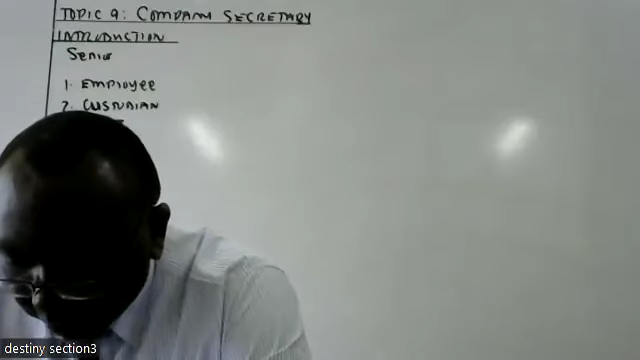 TOPIC 9: COMPANY SECRETARY
INTRODUCTION
Senior
1. EMPLOYEE
2. CUSTODIAN
destiny section3